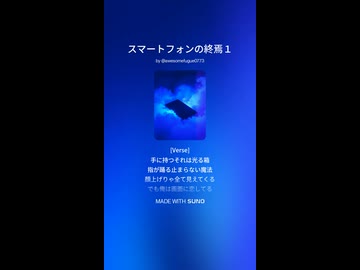 スマートフォンの終焉１
by @awesomefugue0773
[Verse]
手に持つそれは光る箱
指が踊る止まらない魔法
顔上げりゃ全て見えてくる
でも俺は画面に恋してる
MADE WITH SUNO